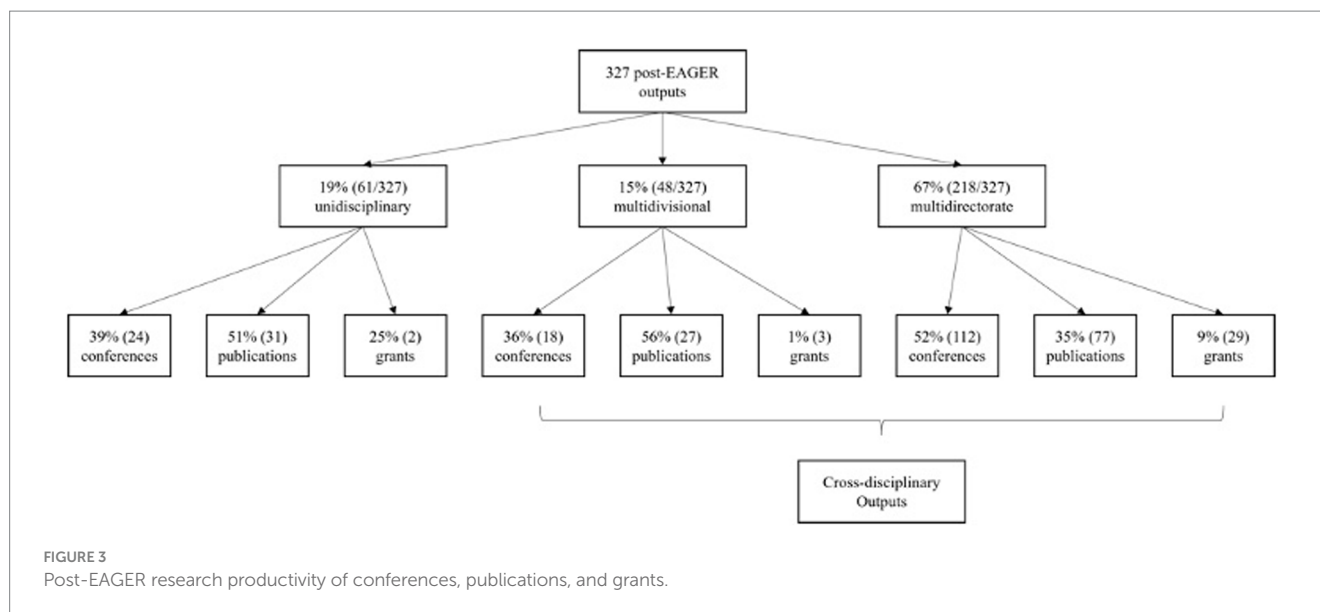 327 post-EAGER
outputs
19% (61/327)
unidisciplinary
15% (48/327)
multidivisional
67% (218/327)
multidirectorate
39% (24)
conferences
51% (31)
publications
25% (2)
grants
36% (18)
conferences
56% (27)
publications
1% (3)
grants
52% (112)
conferences
35% (77)
publications
9% (29)
grants
Cross-disciplinary
Outputs
FIGURE 3
Post-EAGER research productivity of conferences, publications, and grants.